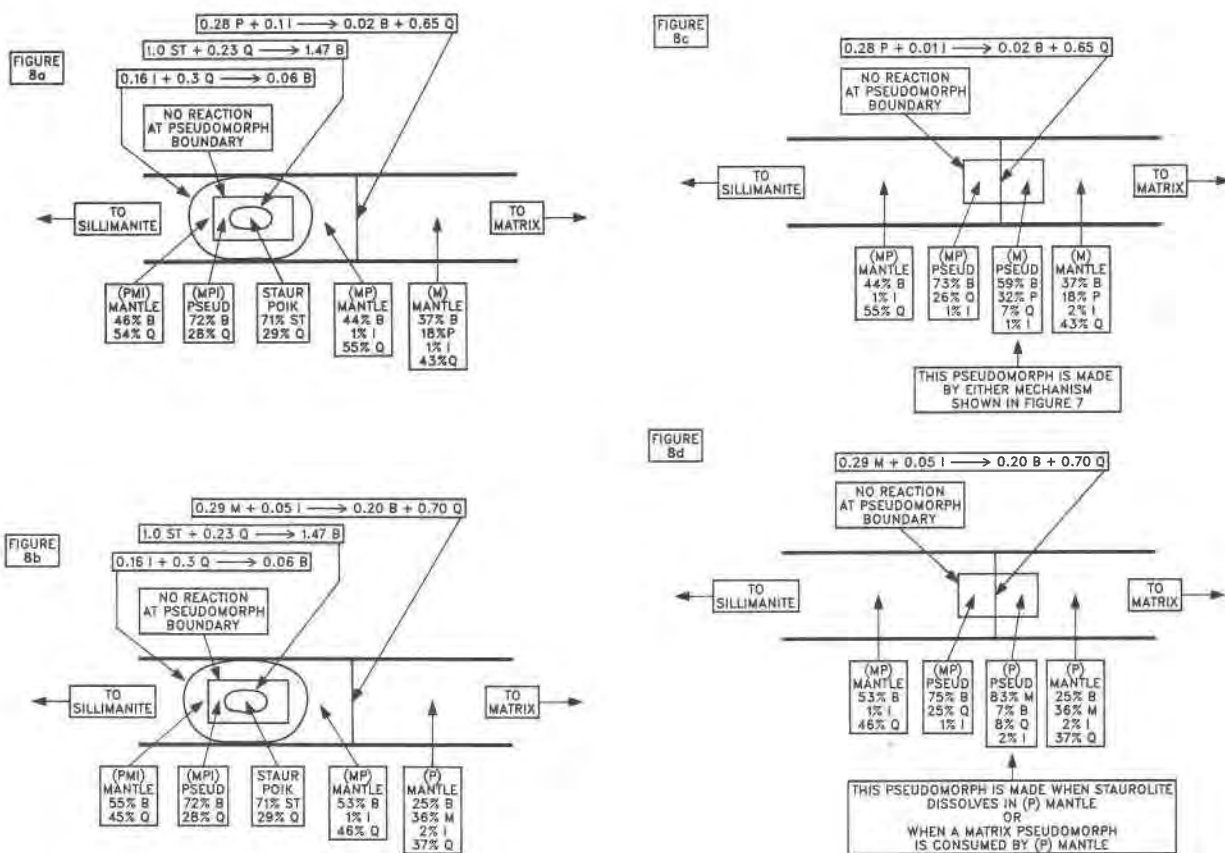 FIGURE
8a
0.28 P + 0.1 I → 0.02 B + 0.65 Q
1.0 ST + 0.23 Q → 1.47 B
0.16 I + 0.3 Q → 0.06 B
NO REACTION
AT PSEUDOMORPH
BOUNDARY
TO
SILLIMANITE
TO
MATRIX
(PMI)
MANTLE
46% B
54% Q
(MPI)
PSEUD
72% B
28% Q
STAUR
POIK
71% ST
29% Q
(MP)
MANTLE
44% B
1% I
55% Q
(M)
MANTLE
37% B
18%P
1% I
43%Q
FIGURE
8c
0.28 P + 0.01 I → 0.02 B + 0.65 Q
NO REACTION
AT PSEUDOMORPH
BOUNDARY
TO
SILLIMANITE
TO
MATRIX
(MP)
MANTLE
44% B
1% I
55% Q
(MP)
PSEUD
73% B
26% Q
1% I
(M)
PSEUD
59% B
32% P
7% Q
1% I
(M)
MANTLE
37% B
18% P
2% I
43% Q
THIS PSEUDOMORPH IS MADE
BY EITHER MECHANISM
SHOWN IN FIGURE 7
FIGURE
8b
0.29 M + 0.05 I → 0.20 B + 0.70 Q
1.0 ST + 0.23 Q → 1.47 B
0.16 I + 0.3 Q → 0.06 B
NO REACTION
AT PSEUDOMORPH
BOUNDARY
TO
SILLIMANITE
TO
MATRIX
(PMI)
MANTLE
55% B
45% Q
(MPI)
PSEUD
72% B
28% Q
STAUR
POIK
71% ST
29% Q
(MP)
MANTLE
53% B
1% I
46% Q
(P)
MANTLE
25% B
36% M
2% I
37% Q
FIGURE
8d
0.29 M + 0.05 I → 0.20 B + 0.70 Q
NO REACTION
AT PSEUDOMORPH
BOUNDARY
TO
SILLIMANITE
TO
MATRIX
(MP)
MANTLE
53% B
1% I
46% Q
(MP)
PSEUD
75% B
25% Q
1% I
(P)
PSEUD
83% M
7% B
8% Q
2% I
(P)
MANTLE
25% B
36% M
2% I
37% Q
THIS PSEUDOMORPH IS MADE WHEN STAUROLITE
DISSOLVES IN (P) MANTLE
OR
WHEN A MATRIX PSEUDOMORPH
IS CONSUMED BY (P) MANTLE